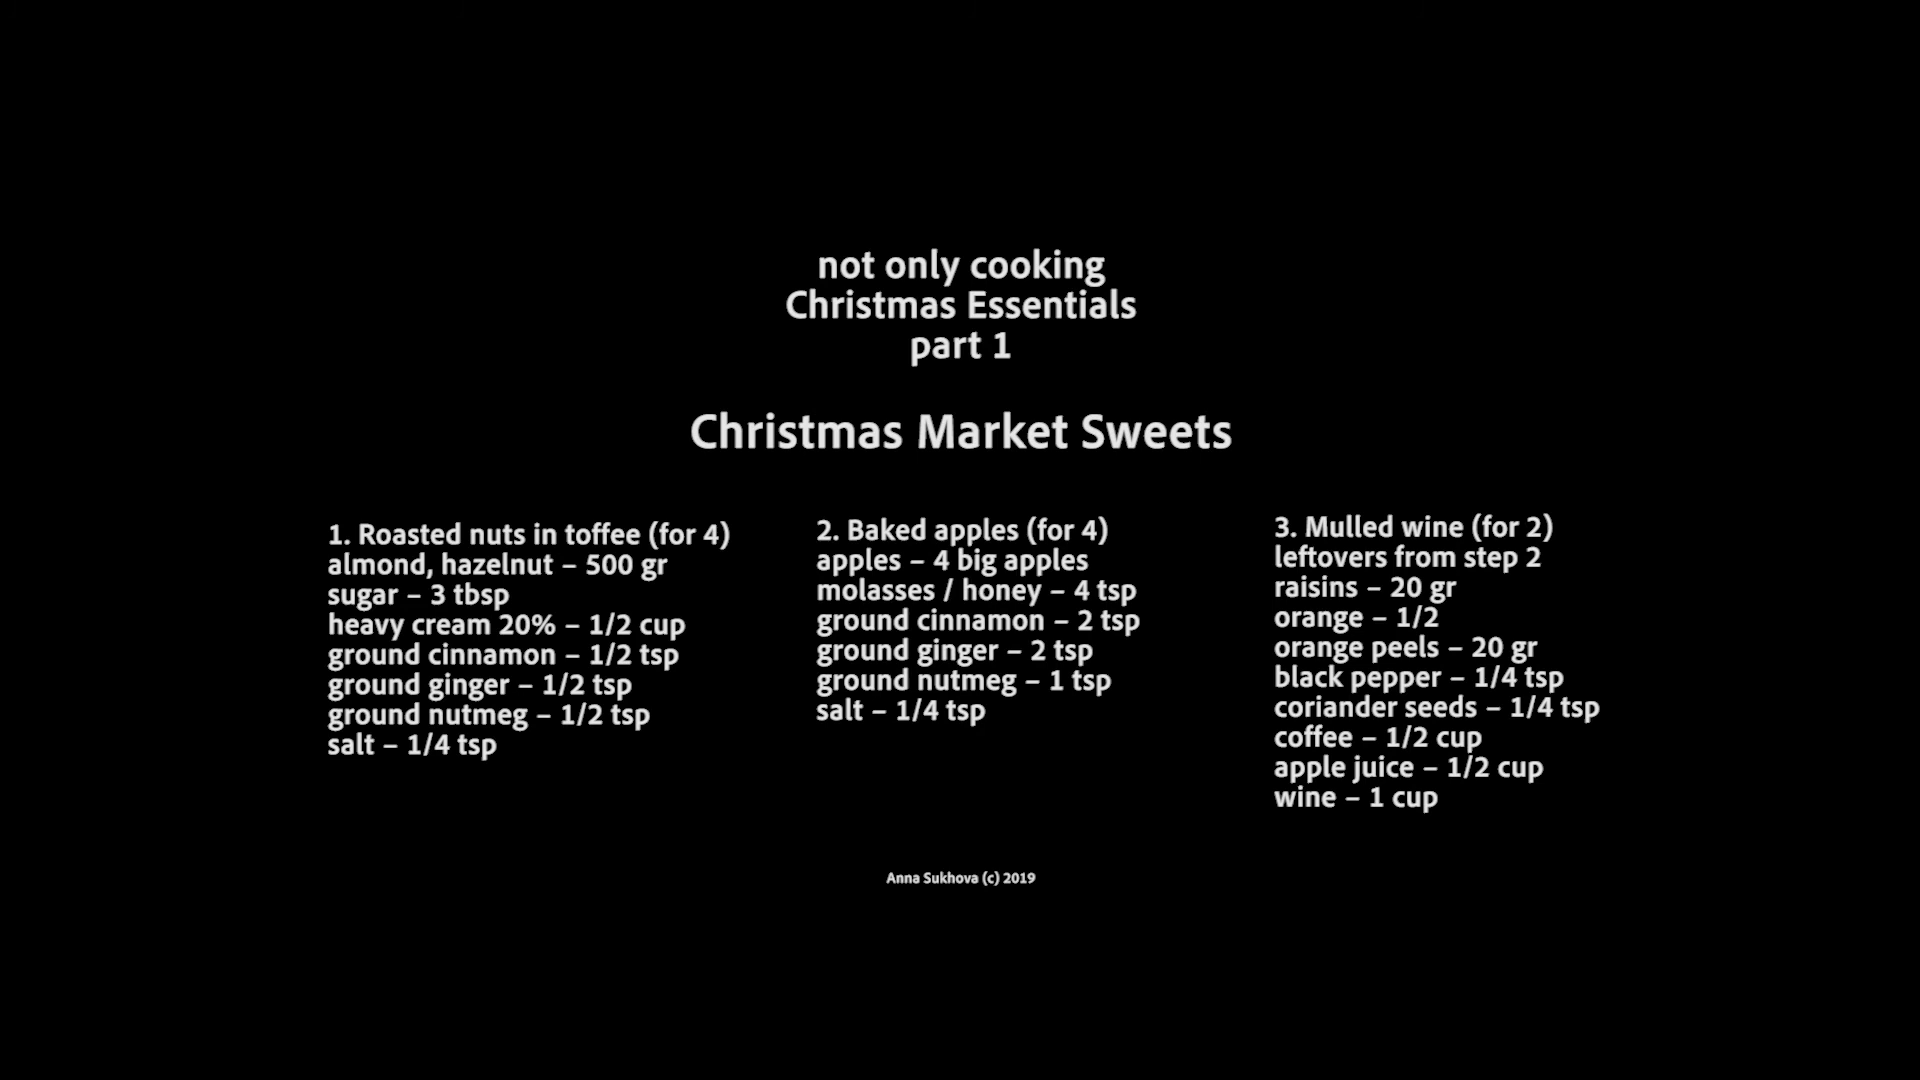 not only cooking
Christmas Essentials
part 1
Christmas Market Sweets
1. Roasted nuts in toffee (for 4)
almond, hazelnut – 500 gr
sugar – 3 tbsp
heavy cream 20% – 1/2 cup
ground cinnamon – 1/2 tsp
ground ginger – 1/2 tsp
ground nutmeg – 1/2 tsp
salt – 1/4 tsp
2. Baked apples (for 4)
apples – 4 big apples
molasses / honey – 4 tsp
ground cinnamon – 2 tsp
ground ginger – 2 tsp
ground nutmeg – 1 tsp
salt – 1/4 tsp
3. Mulled wine (for 2)
leftovers from step 2
raisins – 20 gr
orange – 1/2
orange peels – 20 gr
black pepper – 1/4 tsp
coriander seeds – 1/4 tsp
coffee – 1/2 cup
apple juice – 1/2 cup
wine – 1 cup
Anna Sukhova (c) 2019